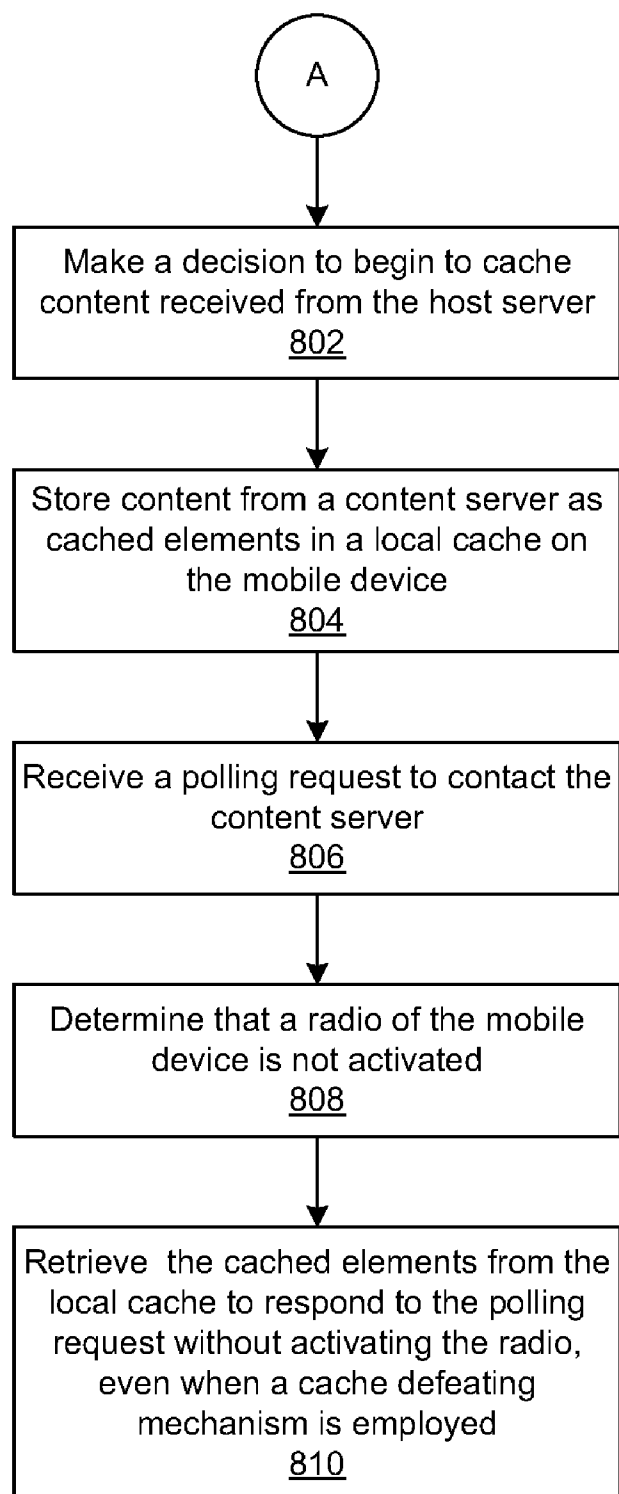 A
Make a decision to begin to cache
content received from the host server
802
Store content from a content server as
cached elements in a local cache on
the mobile device
804
Receive a polling request to contact the
content server
806
Determine that a radio of the mobile
device is not activated
808
Retrieve the cached elements from the
local cache to respond to the polling
request without activating the radio,
even when a cache defeating
mechanism is employed
810